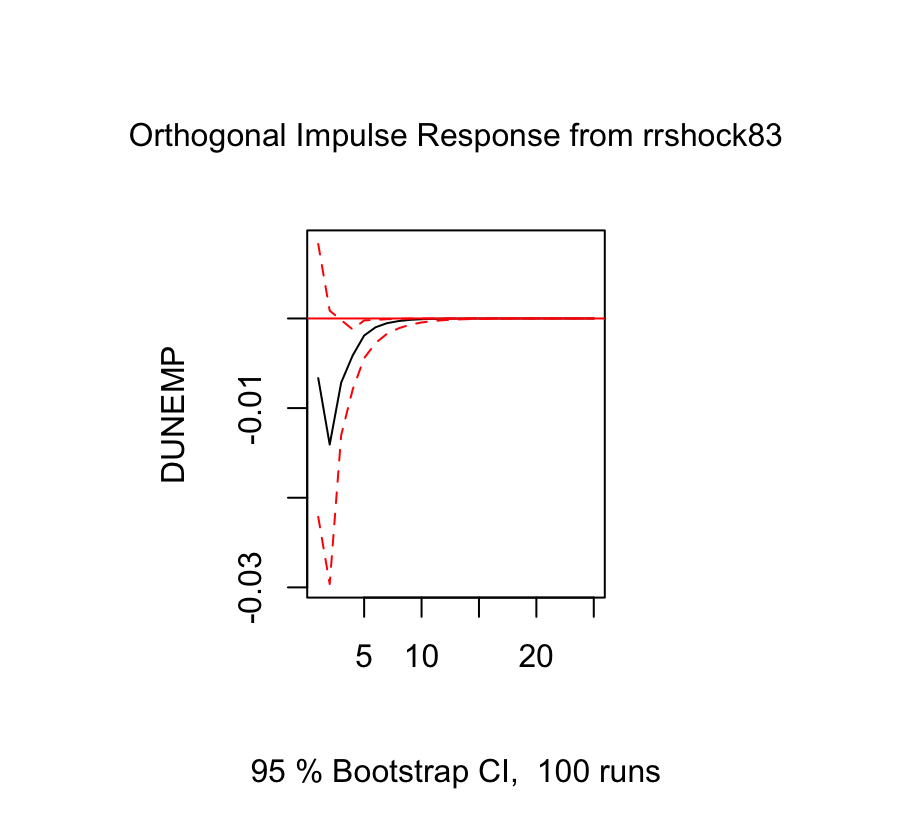 Orthogonal Impulse Response from rrshock83
DUNEMP
-0.01
-0.03
5 10 20
95 % Bootstrap CI,  100 runs